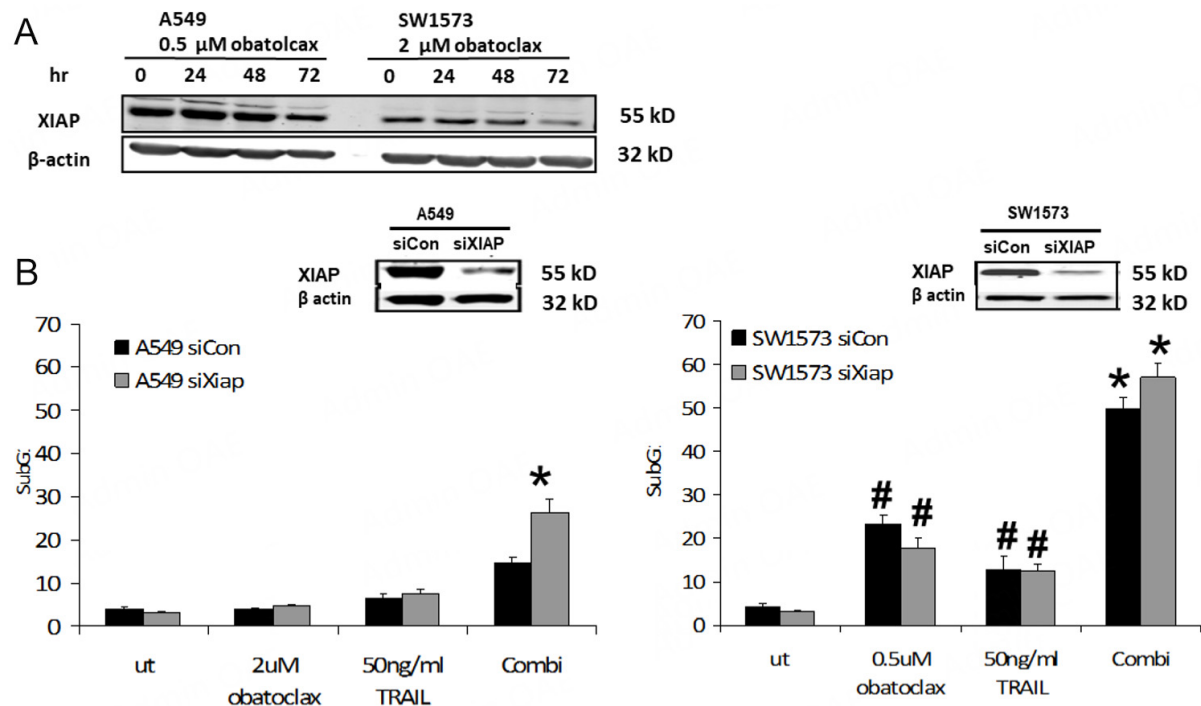 A
A549
0.5 μM obatolcax
SW1573
2 μM obatoclax
hr 0 24 48 72 0 24 48 72
XIAP 55 kD
β-actin 32 kD
B
A549
siCon siXIAP
XIAP 55 kD
β actin 32 kD
SW1573
siCon siXIAP
XIAP 55 kD
β actin 32 kD
70
60
50
40
30
20
10
0
SubG:
A549 siCon
A549 siXiap
*
ut
2uM
obatoclax
50ng/ml
TRAIL
Combi
70
60
50
40
30
20
10
0
SubG:
SW1573 siCon
SW1573 siXiap
# # # # * *
ut
0.5uM
obatoclax
50ng/ml
TRAIL
Combi